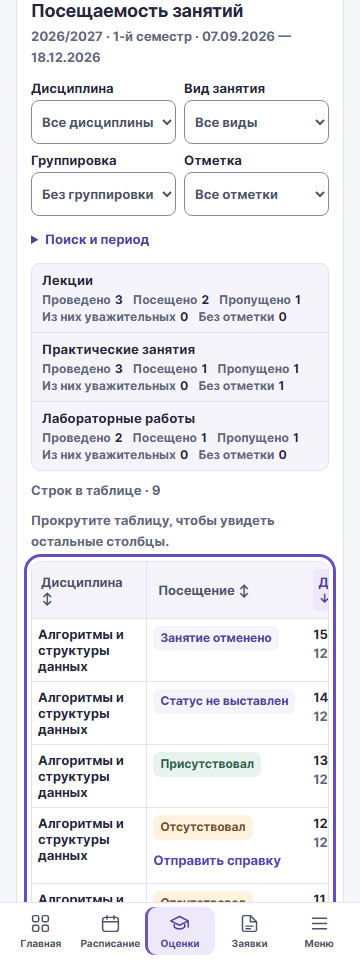 Посещаемость занятий
2026/2027 · 1-й семестр · 07.09.2026 —
18.12.2026
Дисциплина
Вид занятия
Все дисциплины
Все виды
Группировка
Отметка
Без группировки
Все отметки
Поиск и период
Лекции
Проведено 3 Посещено 2 Пропущено 1
Из них уважительных 0 Без отметки 0
Практические занятия
Проведено 3 Посещено 1 Пропущено 1
Из них уважительных 0 Без отметки 1
Лабораторные работы
Проведено 2 Посещено 1 Пропущено 1
Из них уважительных 0 Без отметки 0
Строк в таблице · 9
Прокрутите таблицу, чтобы увидеть
остальные столбцы.
Дисциплина ↕
Посещение ↕
↓
Алгоритмы и
структуры
данных
Занятие отменено
15
12
Алгоритмы и
структуры
данных
Статус не выставлен
14
12
Алгоритмы и
структуры
данных
Присутствовал
13
12
Алгоритмы и
структуры
данных
Отсутствовал
Отправить справку
12
12
Алгоритмы и
Отсутствовал
11
Главная
Расписание
Оценки
Заявки
Меню